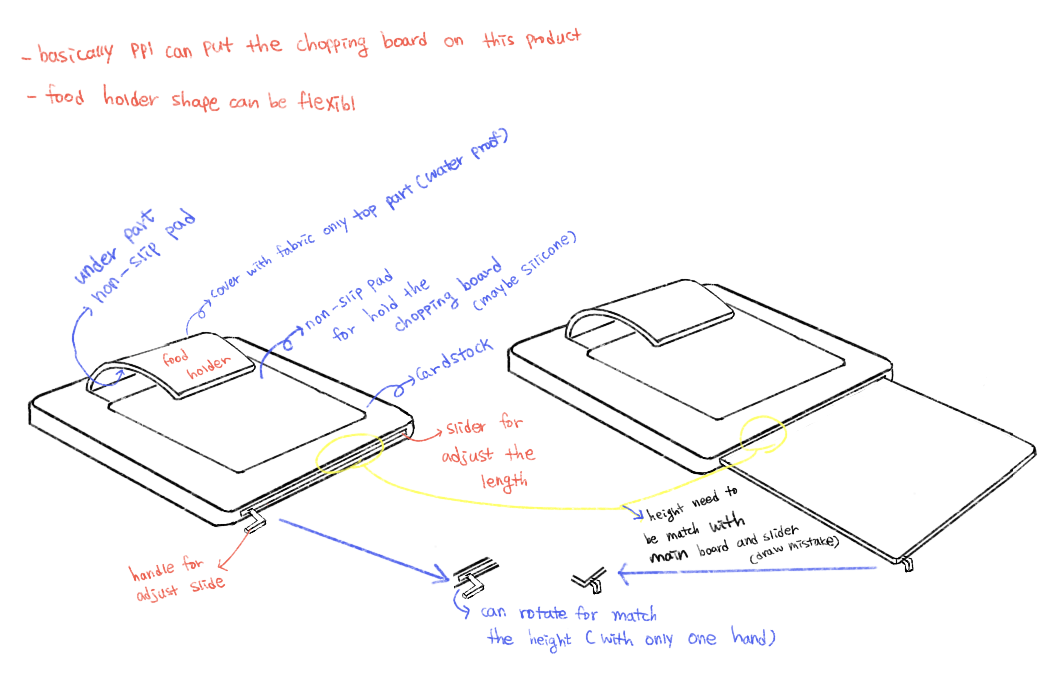 - basically ppl can put the chopping board on this product
- food holder shape can be flexibl
under part
non-slip pad
cover with fabric only top part (water proof)
non-slip pad
for hold the
chopping board
(maybe silicone)
food
holder
cardstock
slider for
adjust the
length
handle for
adjust slide
height need to
be match with
main board and slider
(draw mistake)
can rotate for match
the height (with only one hand)